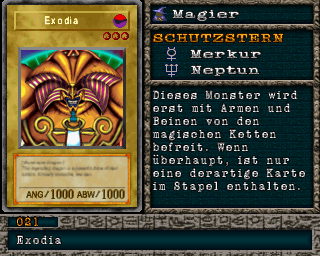 Exodia
Magier
SCHUTZSTERN
Merkur
Neptun
Dieses Monster wird
erst mit Armen und
Beinen von den
magischen Ketten
befreit. Wenn
überhaupt, ist nur
eine derartige Karte
im Stapel enthalten.
ANG/1000 ABW/1000
021
Exodia